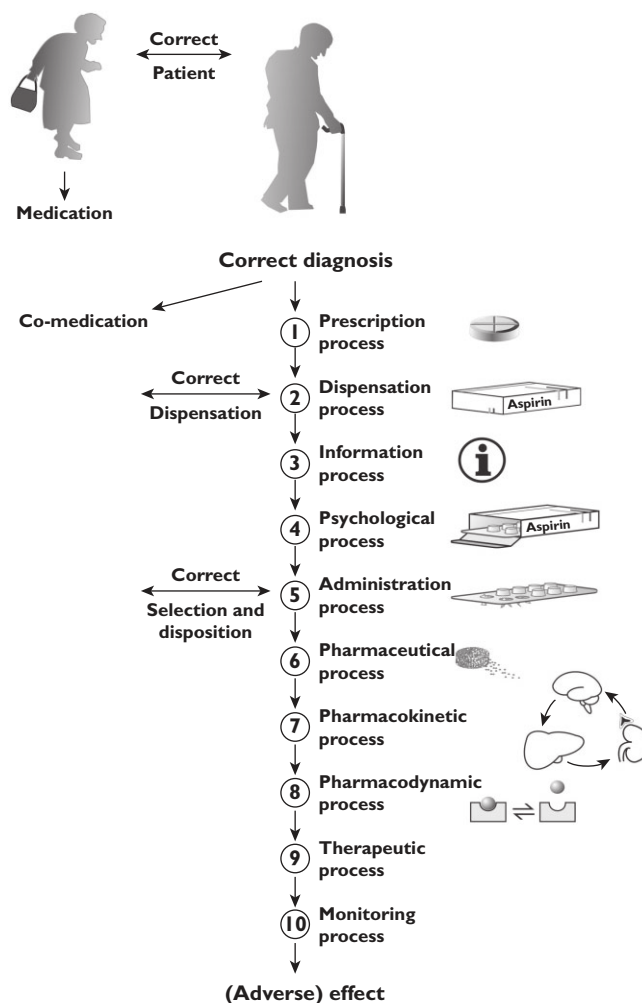 Correct
Patient
Medication
Correct diagnosis
Co-medication
1
Prescription
process
Correct
Dispensation
2
Dispensation
process
Aspirin
3
Information
process
i
4
Psychological
process
Aspirin
Correct
Selection and
disposition
5
Administration
process
6
Pharmaceutical
process
7
Pharmacokinetic
process
8
Pharmacodynamic
process
9
Therapeutic
process
10
Monitoring
process
(Adverse) effect